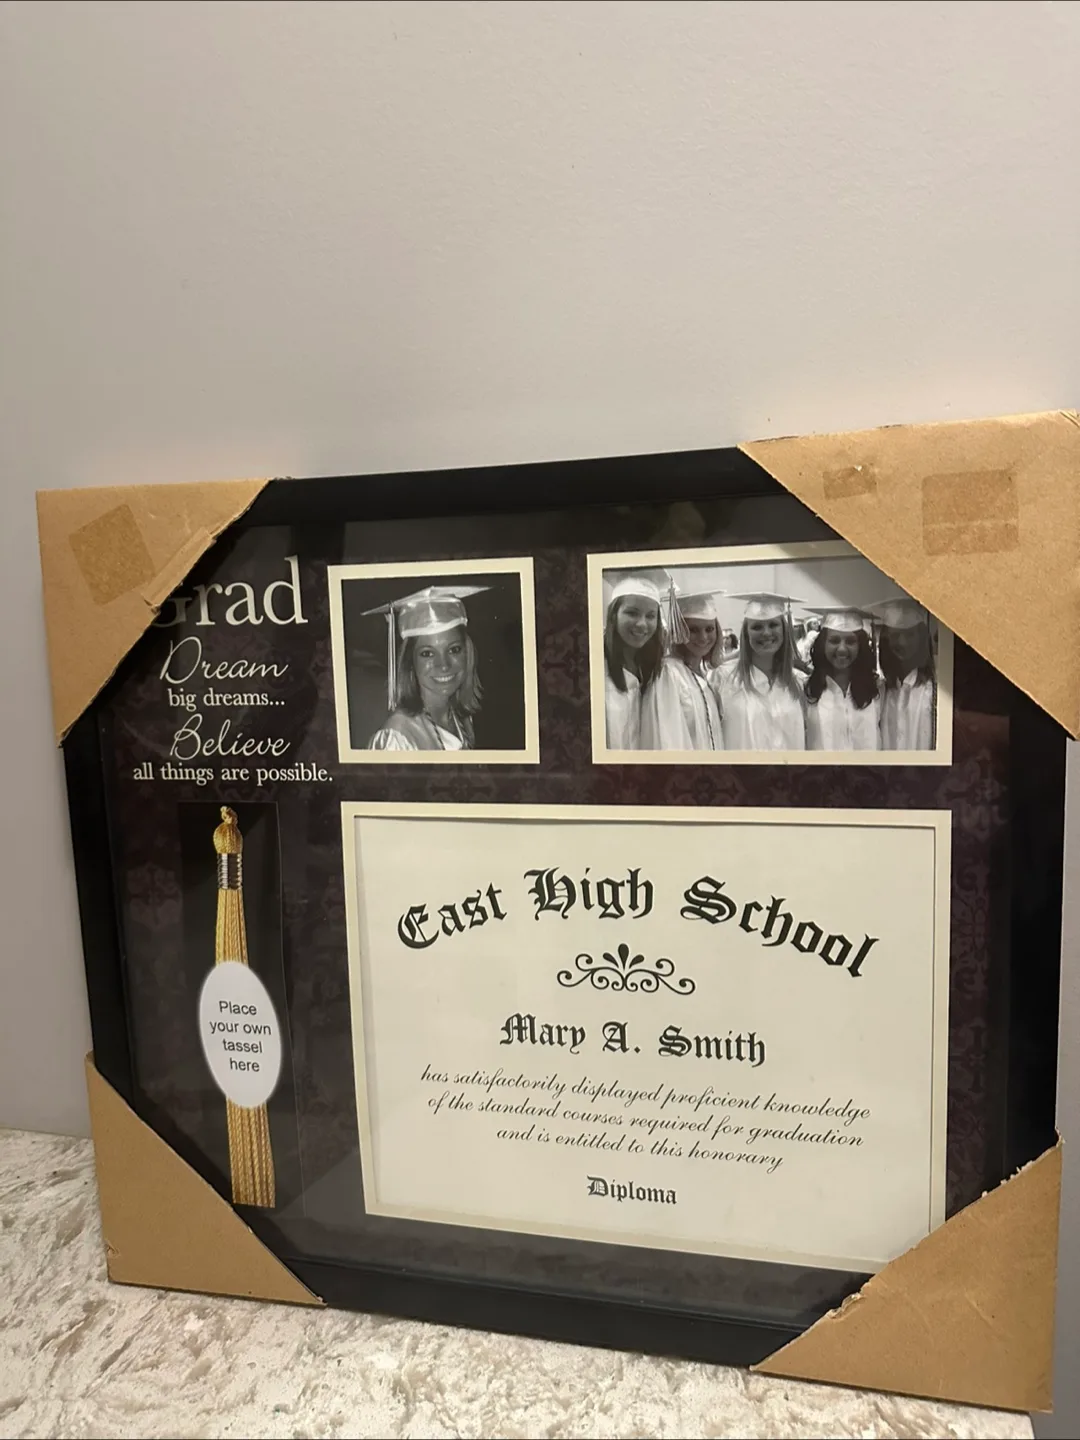 Grad
Dream
big dreams...
Believe
all things are possible.
Place
your own
tassel
here
East High School
Mary A. Smith
has satisfactorily displayed proficient knowledge
of the standard courses required for graduation
and is entitled to this honorary
Diploma